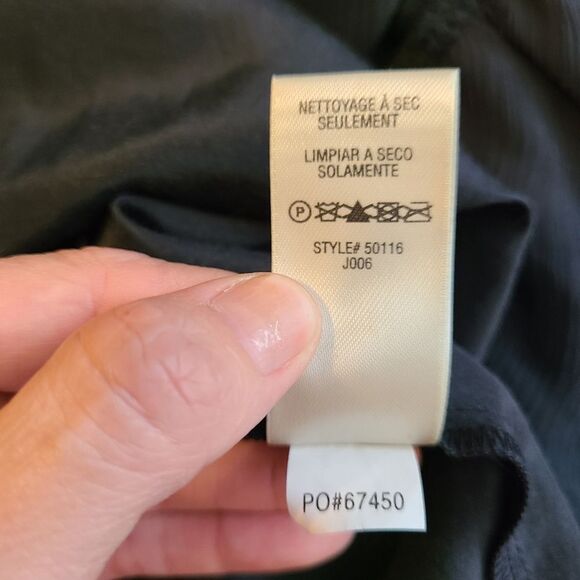 NETTOYAGE À SEC
SEULEMENT
LIMPIAR A SECO
SOLAMENTE
P
STYLE# 50116
J006
PO#67450